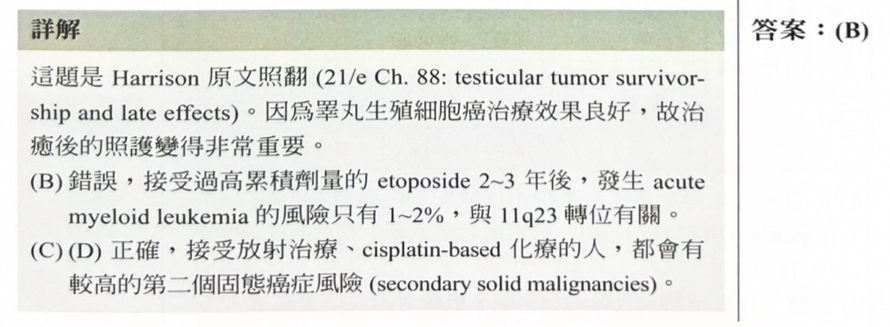 詳解
答案：(B)
這題是 Harrison 原文照翻 (21/e Ch. 88: testicular tumor survivor-
ship and late effects)。因為睪丸生殖細胞癌治療效果良好，故治
癒後的照護變得非常重要。
(B) 錯誤，接受過高累積劑量的 etoposide 2~3 年後，發生 acute
myeloid leukemia 的風險只有 1~2%，與 11q23 轉位有關。
(C) (D) 正確，接受放射治療、cisplatin-based 化療的人，都會有
較高的第二個固態癌症風險 (secondary solid malignancies)。